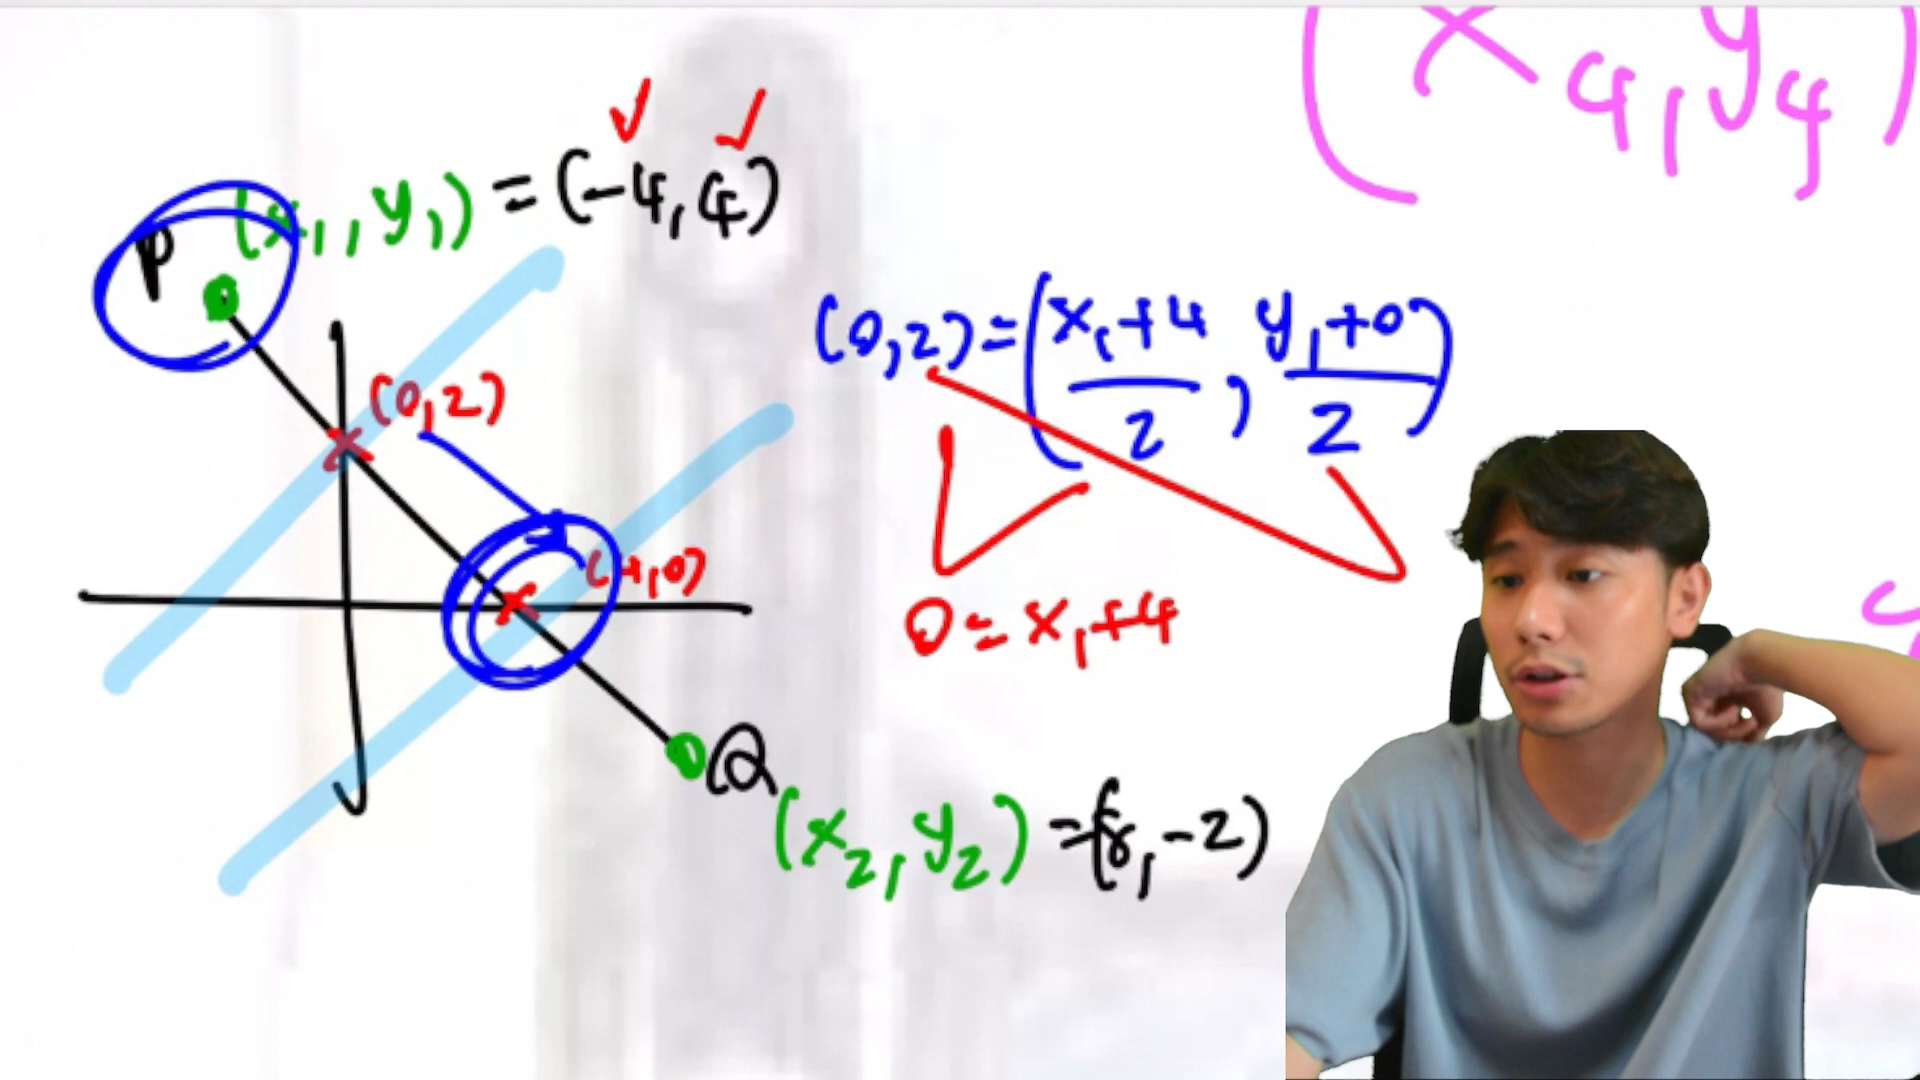 (x4, y4)
(x1, y1) = (-4, 4)
P
(0,2) = (x1+4/2, y1+0/2)
(0,2)
(4,0)
0 = x1+4
Q
(x2, y2) = (8, -2)